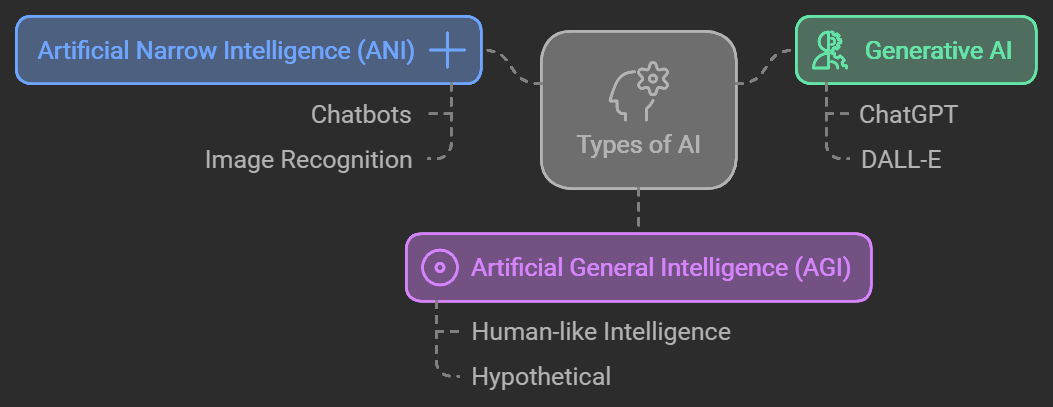 Artificial Narrow Intelligence (ANI)
Chatbots
Image Recognition
Types of AI
Generative AI
ChatGPT
DALL-E
Artificial General Intelligence (AGI)
Human-like Intelligence
Hypothetical